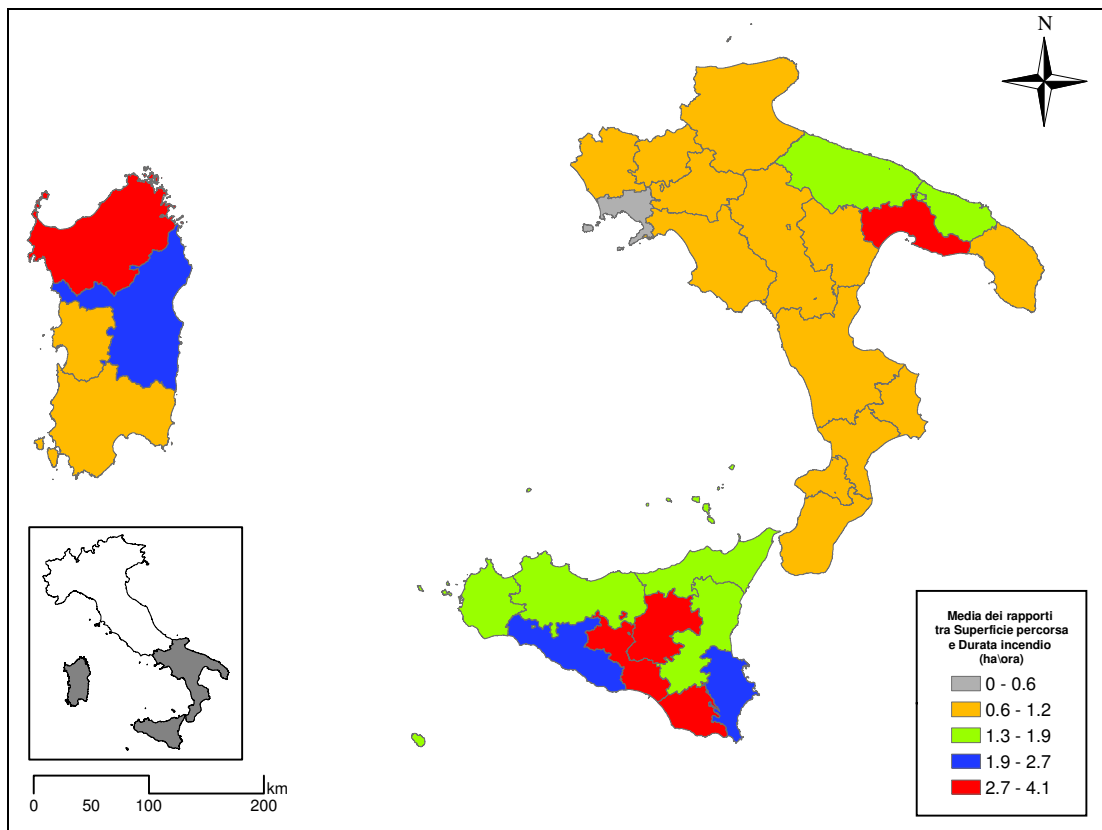 N
Media dei rapporti
tra Superficie percorsa
e Durata incendio
(ha\ora)
0 - 0.6
0.6 - 1.2
1.3 - 1.9
1.9 - 2.7
2.7 - 4.1
km
0 50 100 200